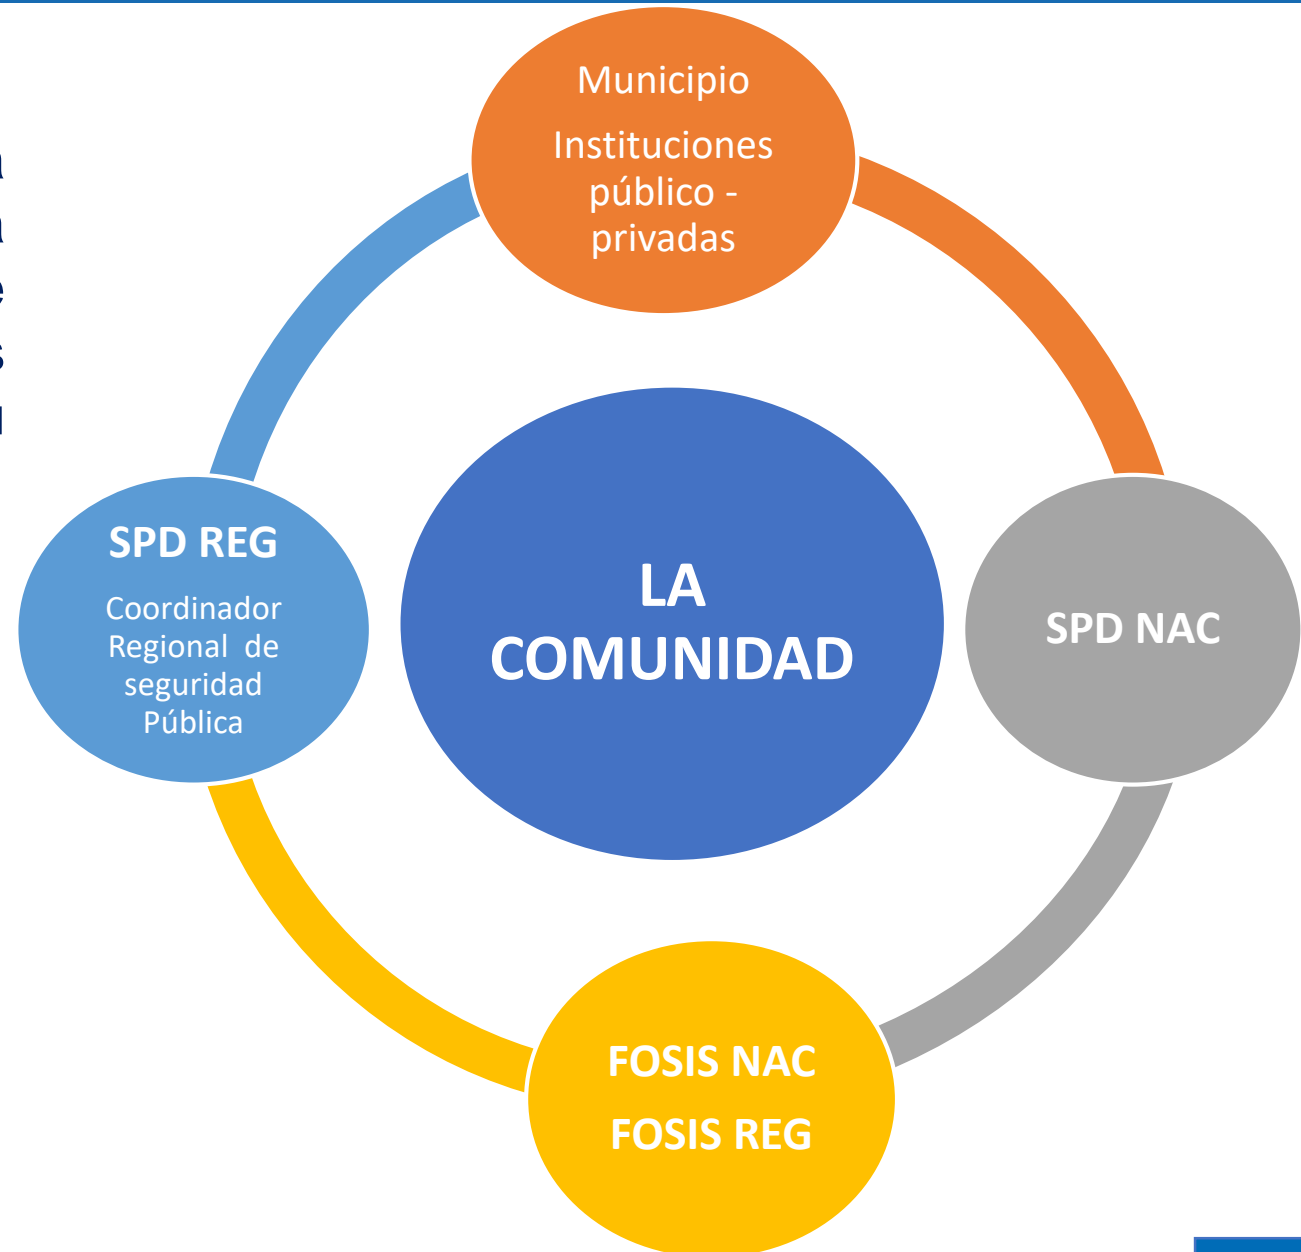 Municipio
Instituciones
público -
privadas
SPD REG
Coordinador
Regional de
seguridad
Pública
LA
COMUNIDAD
SPD NAC
FOSIS NAC
FOSIS REG